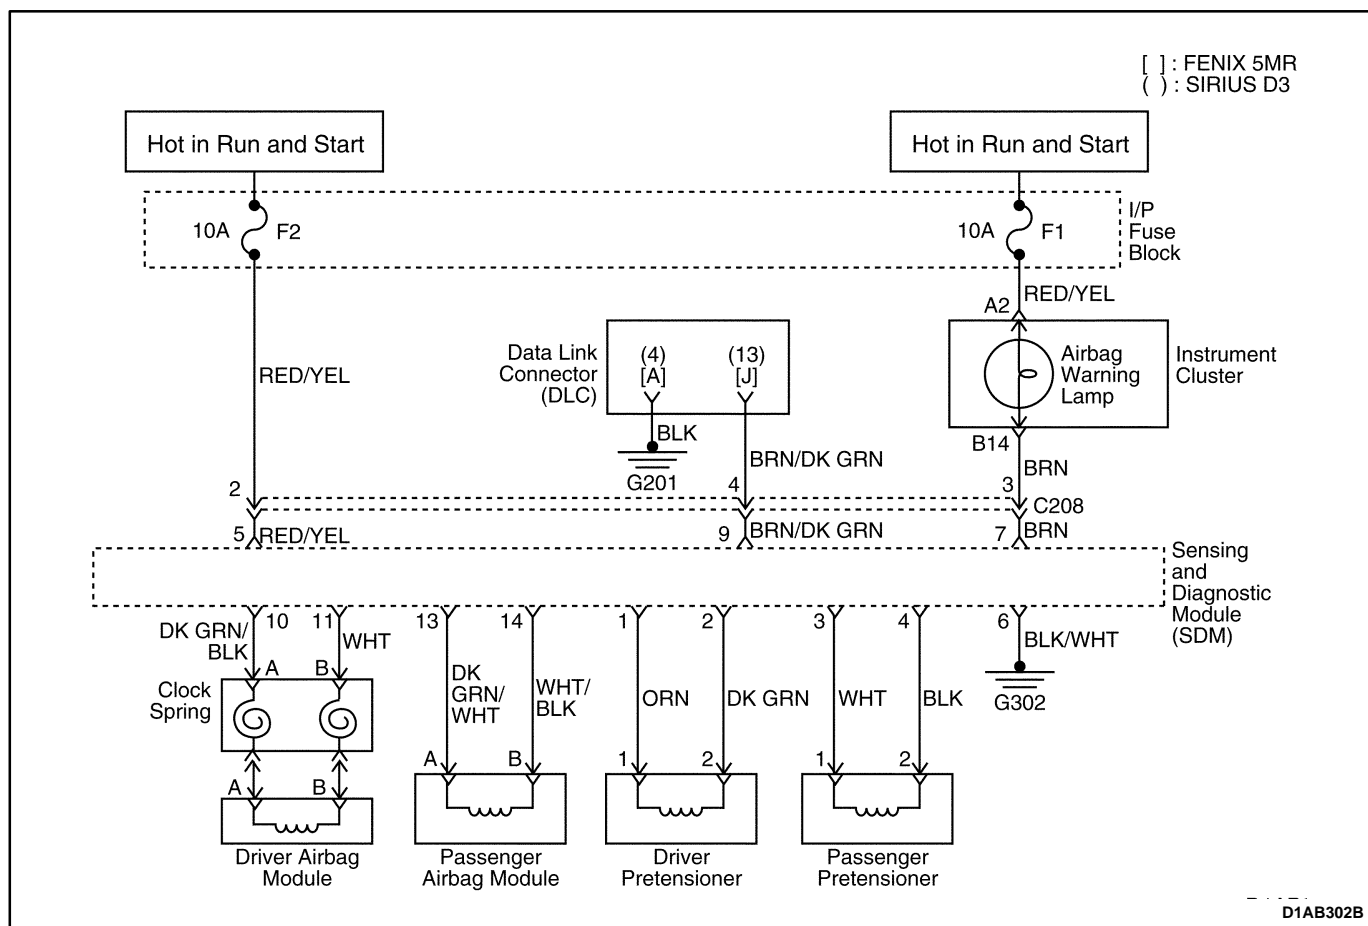 [ ] : FENIX 5MR
( ) : SIRIUS D3
Hot in Run and Start
Hot in Run and Start
10A
F2
10A
F1
I/P
Fuse
Block
RED/YEL
A2
RED/YEL
Data Link
Connector
(DLC)
(4)
[A]
(13)
[J]
Airbag
Warning
Lamp
Instrument
Cluster
BLK
G201
BRN/DK GRN
B14
BRN
2
4
3
C208
5
RED/YEL
9
BRN/DK GRN
7
BRN
Sensing
and
Diagnostic
Module
(SDM)
10
11
13
14
1
2
3
4
6
DK GRN/
BLK
WHT
DK
GRN/
WHT
WHT/
BLK
ORN
DK GRN
WHT
BLK
BLK/WHT
G302
A
B
Clock
Spring
A
B
1
2
1
2
A
B
Driver Airbag
Module
Passenger
Airbag Module
Driver
Pretensioner
Passenger
Pretensioner
D1AB302B